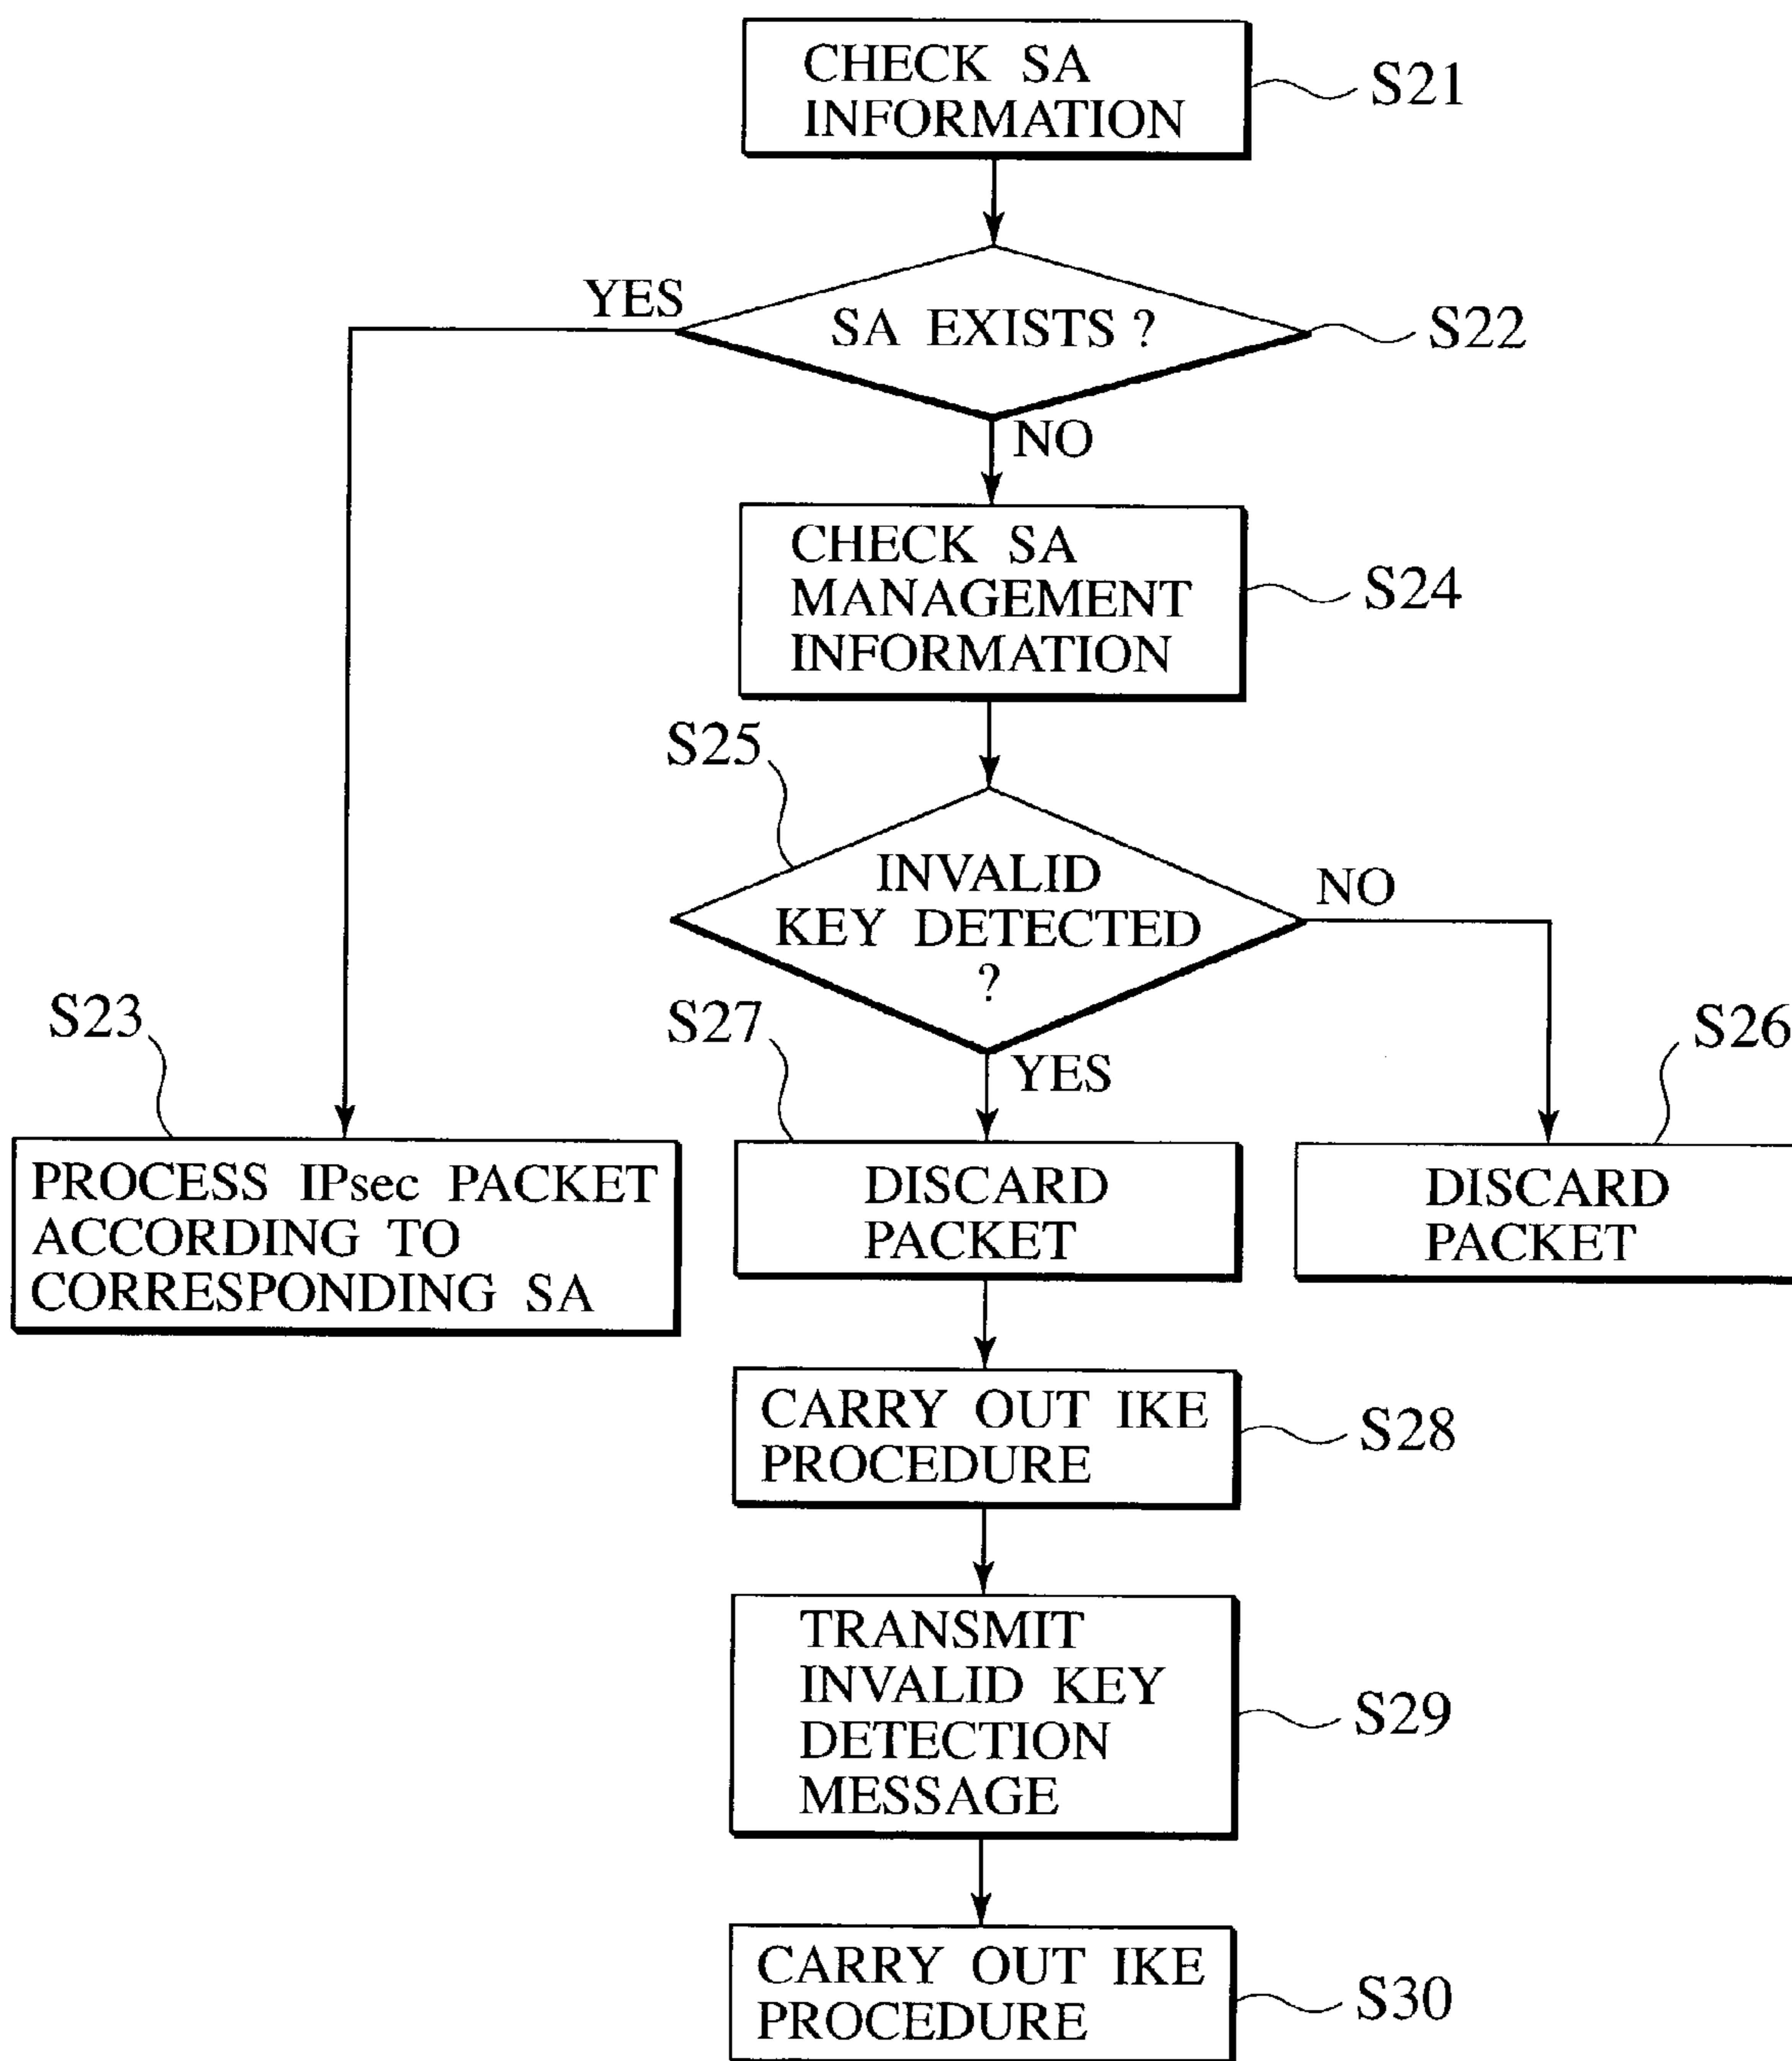 CHECK SA
INFORMATION
S21
YES
SA EXISTS ?
S22
NO
CHECK SA
MANAGEMENT
INFORMATION
S24
S25
INVALID
KEY DETECTED
?
NO
S23
S27
YES
S26
PROCESS IPsec PACKET
ACCORDING TO
CORRESPONDING SA
DISCARD
PACKET
DISCARD
PACKET
CARRY OUT IKE
PROCEDURE
S28
TRANSMIT
INVALID KEY
DETECTION
MESSAGE
S29
CARRY OUT IKE
PROCEDURE
S30